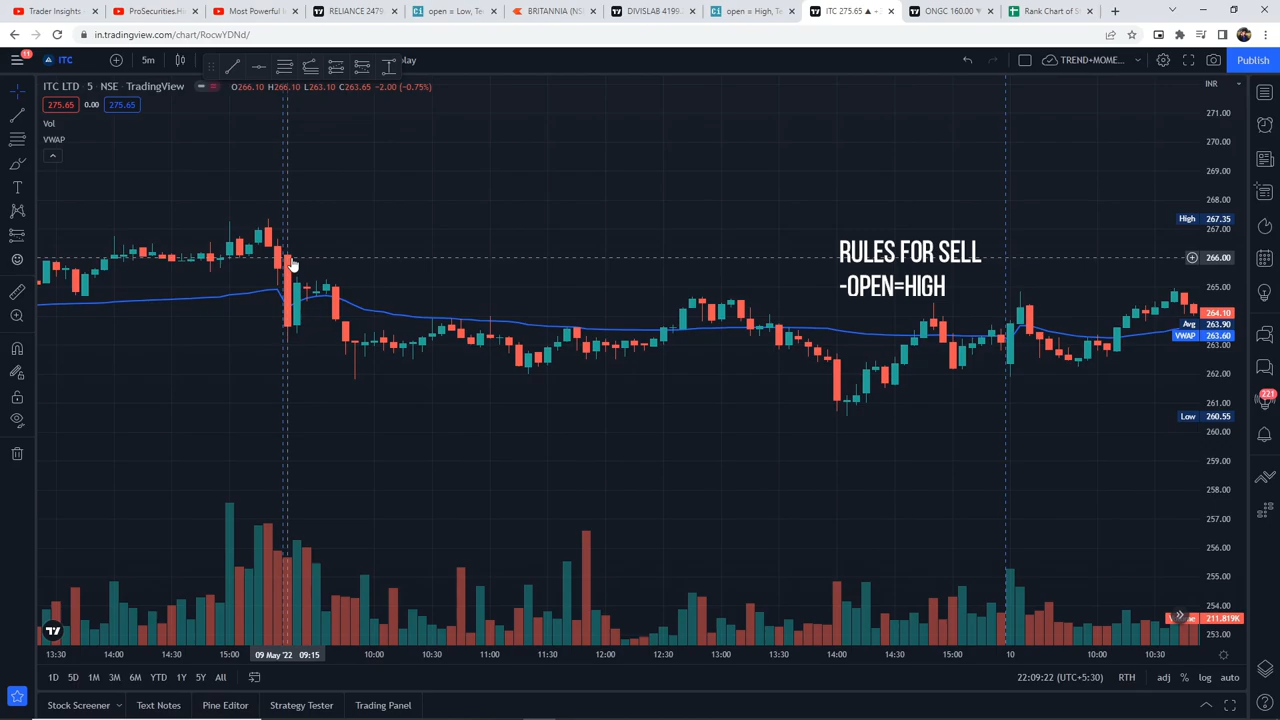 Trader Insights
ProSecurities.Hi
Most Powerful I
RELIANCE 2479
open = Low, Te
BRITANNIA (NS
DIVISLAB 4199.
open = High, T
ITC 275.65 ▲ +
ONGC 160.00 ▼
Rank Chart of S
in.tradingview.com/chart/RocwYDNd/
11
ITC
5m
play
TREND+MOME...
Publish
ITC LTD 5 NSE TradingView
O266.10 H266.10 L263.10 C263.65 -2.00 (-0.75%)
INR
275.65 0.00 275.65
Vol
VWAP
271.00
270.00
269.00
268.00
High 267.35
267.00
266.00
265.00
264.10
Avg 263.90
VWAP 263.60
263.00
262.00
261.00
Low 260.55
260.00
259.00
258.00
257.00
256.00
255.00
254.00
211.819K
253.00
RULES FOR SELL
-OPEN=HIGH
221
13:30 14:00 14:30 15:00 09 May '22 09:15 10:00 10:30 11:00 11:30 12:00 12:30 13:00 13:30 14:00 14:30 15:00 10 10:00 10:30
1D 5D 1M 3M 6M YTD 1Y 5Y All
22:09:22 (UTC+5:30) RTH adj % log auto
Stock Screener Text Notes Pine Editor Strategy Tester Trading Panel